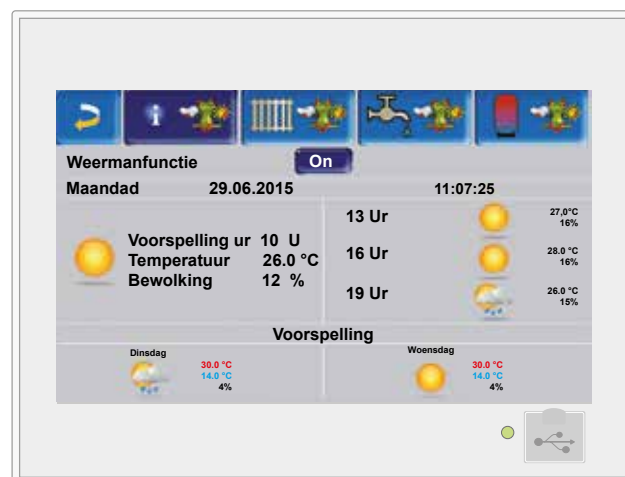 Weermanfunctie On
Maandad 29.06.2015 11:07:25
Voorspelling ur 10 U
Temperatuur 26.0 °C
Bewolking 12 %
13 Ur 27,0°C
16%
16 Ur 28.0 °C
16%
19 Ur 26.0 °C
15%
Voorspelling
Dinsdag
30.0 °C
14.0 °C
4%
Woensdag
30.0 °C
14.0 °C
4%